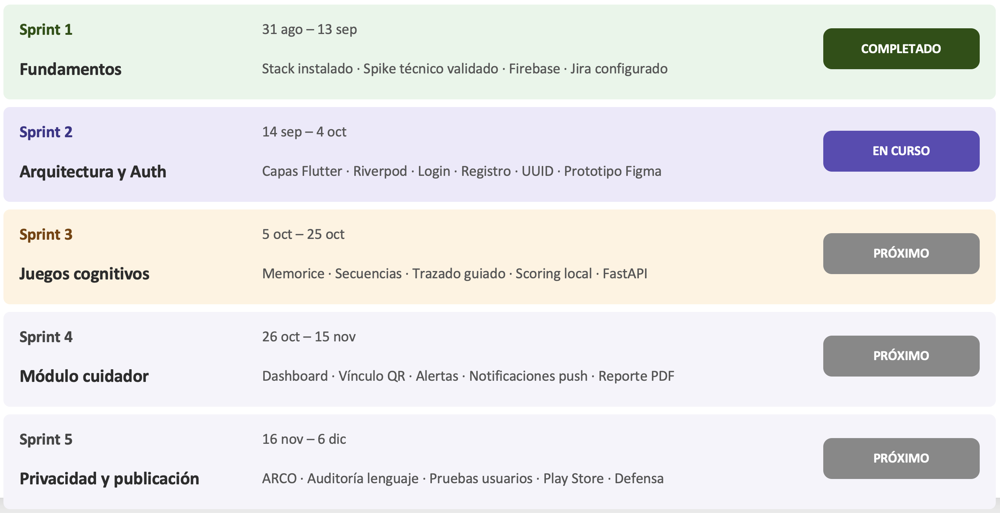 Sprint 1
31 ago – 13 sep
COMPLETADO
Fundamentos
Stack instalado · Spike técnico validado · Firebase · Jira configurado
Sprint 2
14 sep – 4 oct
EN CURSO
Arquitectura y Auth
Capas Flutter · Riverpod · Login · Registro · UUID · Prototipo Figma
Sprint 3
5 oct – 25 oct
PRÓXIMO
Juegos cognitivos
Memorice · Secuencias · Trazado guiado · Scoring local · FastAPI
Sprint 4
26 oct – 15 nov
PRÓXIMO
Módulo cuidador
Dashboard · Vínculo QR · Alertas · Notificaciones push · Reporte PDF
Sprint 5
16 nov – 6 dic
PRÓXIMO
Privacidad y publicación
ARCO · Auditoría lenguaje · Pruebas usuarios · Play Store · Defensa